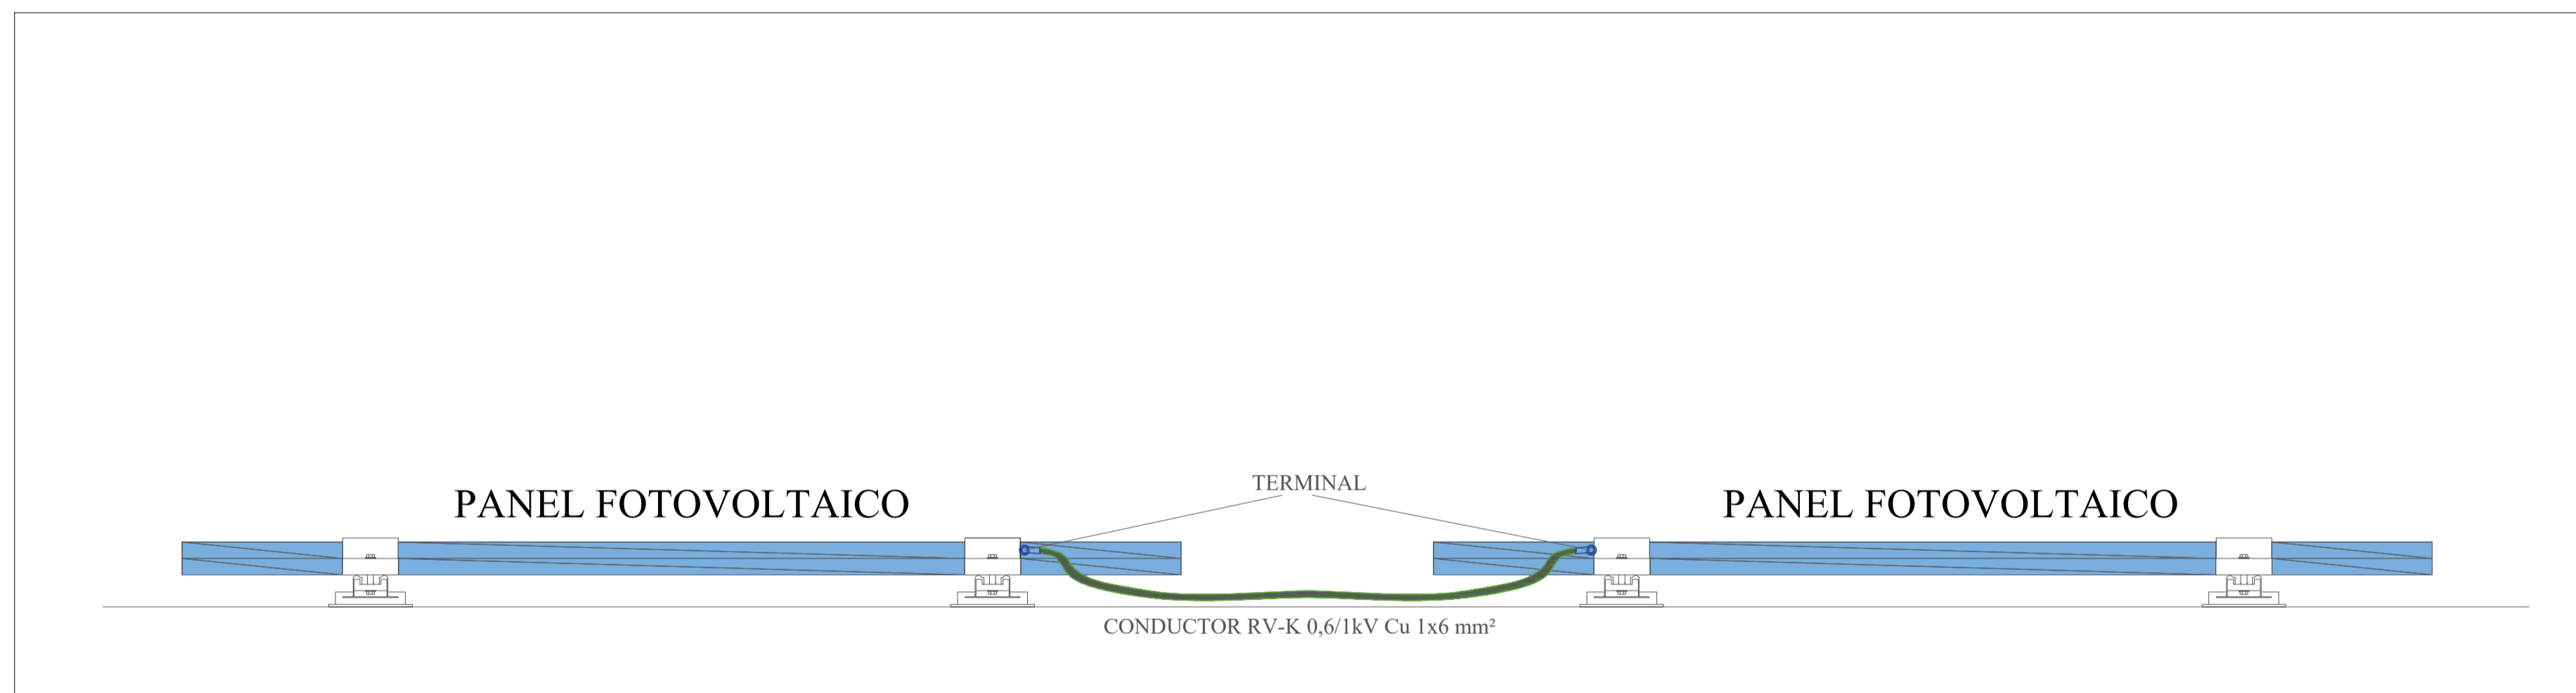 TERMINAL
PANEL FOTOVOLTAICO
PANEL FOTOVOLTAICO
CONDUCTOR RV-K 0,6/1kV Cu 1x6 mm²